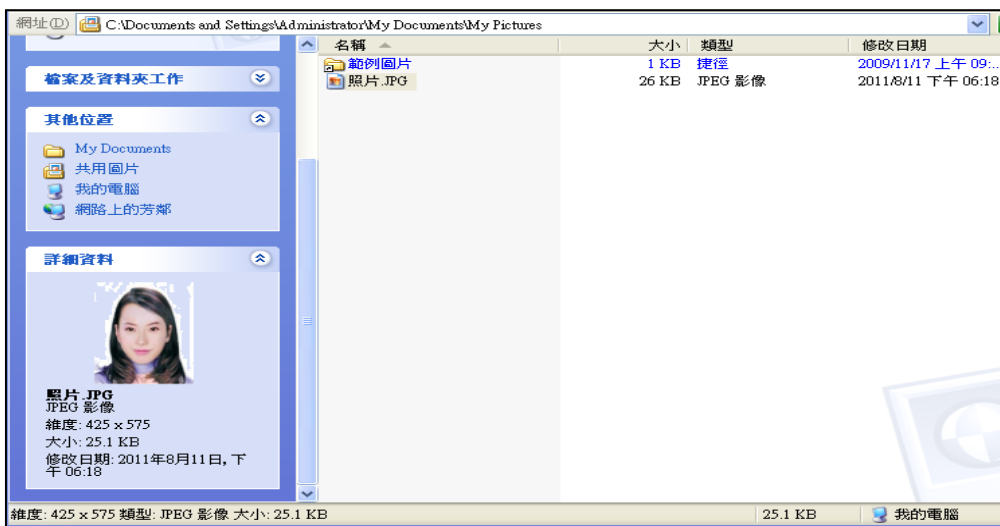 網址(D) C:\Documents and Settings\Administrator\My Documents\My Pictures
名稱 大小 類型 修改日期
範例圖片 1 KB 捷徑 2009/11/17 上午 09:...
照片.JPG 26 KB JPEG 影像 2011/8/11 下午 06:18
檔案及資料夾工作
其他位置
My Documents
共用圖片
我的電腦
網路上的芳鄰
詳細資料
照片.JPG
JPEG 影像
維度: 425 x 575
大小: 25.1 KB
修改日期: 2011年8月11日, 下
午 06:18
維度: 425 x 575 類型: JPEG 影像 大小: 25.1 KB 25.1 KB 我的電腦